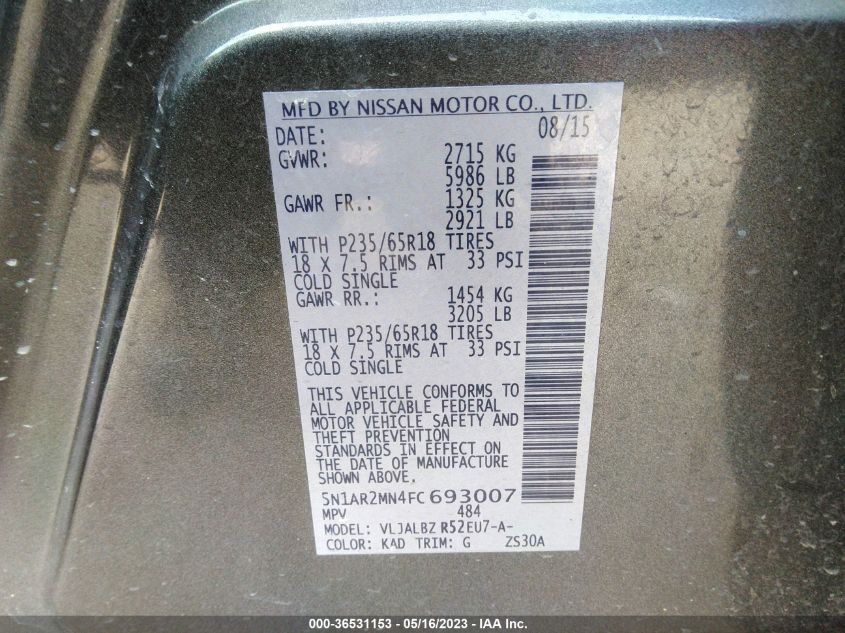 MFD BY NISSAN MOTOR CO., LTD.
DATE: 08/15
GVWR: 2715 KG
5986 LB
GAWR FR.: 1325 KG
2921 LB
WITH P235/65R18 TIRES
18 X 7.5 RIMS AT 33 PSI
COLD SINGLE
GAWR RR.: 1454 KG
3205 LB
WITH P235/65R18 TIRES
18 X 7.5 RIMS AT 33 PSI
COLD SINGLE
THIS VEHICLE CONFORMS TO
ALL APPLICABLE FEDERAL
MOTOR VEHICLE SAFETY AND
THEFT PREVENTION
STANDARDS IN EFFECT ON
THE DATE OF MANUFACTURE
SHOWN ABOVE.
5N1AR2MN4FC693007
MPV 484
MODEL: VLJALBZ R52EU7-A-
COLOR: KAD TRIM: G ZS30A
000-36531153 - 05/16/2023 - IAA Inc.